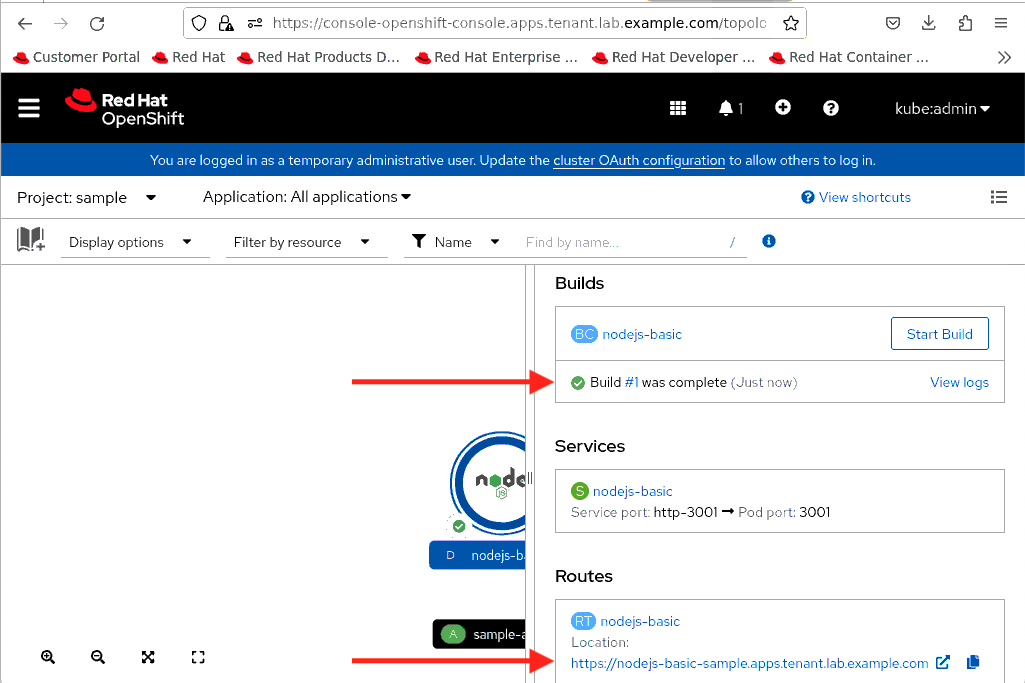 https://console-openshift-console.apps.tenant.lab.example.com/topolo
Customer Portal Red Hat Red Hat Products D... Red Hat Enterprise ... Red Hat Developer ... Red Hat Container ...
Red Hat
OpenShift
1
kube:admin
You are logged in as a temporary administrative user. Update the cluster OAuth configuration to allow others to log in.
Project: sample Application: All applications View shortcuts
Display options Filter by resource Name Find by name... /
Builds
BC nodejs-basic Start Build
Build #1 was complete (Just now) View logs
Services
node
JS
S nodejs-basic
Service port: http-3001 → Pod port: 3001
D nodejs-b
Routes
RT nodejs-basic
A sample-a
Location:
https://nodejs-basic-sample.apps.tenant.lab.example.com